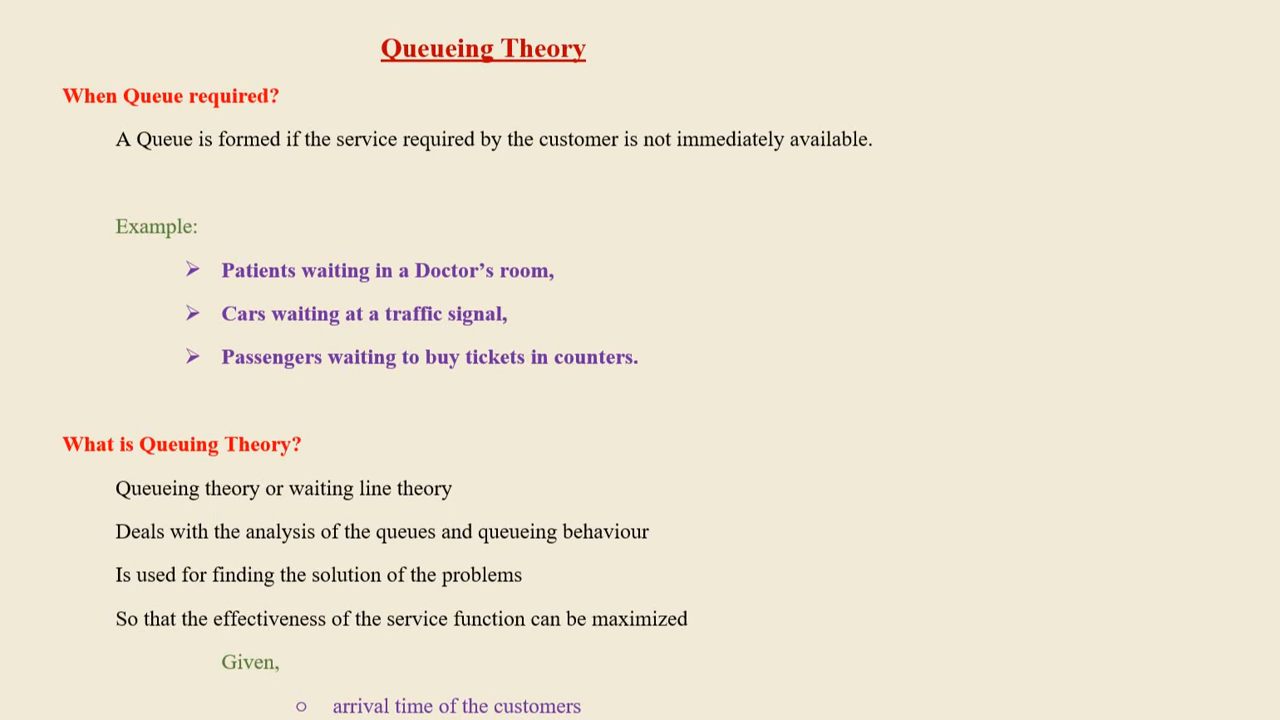 Queueing Theory
When Queue required?
A Queue is formed if the service required by the customer is not immediately available.
Example:
➢ Patients waiting in a Doctor’s room,
➢ Cars waiting at a traffic signal,
➢ Passengers waiting to buy tickets in counters.
What is Queuing Theory?
Queueing theory or waiting line theory
Deals with the analysis of the queues and queueing behaviour
Is used for finding the solution of the problems
So that the effectiveness of the service function can be maximized
Given,
o arrival time of the customers